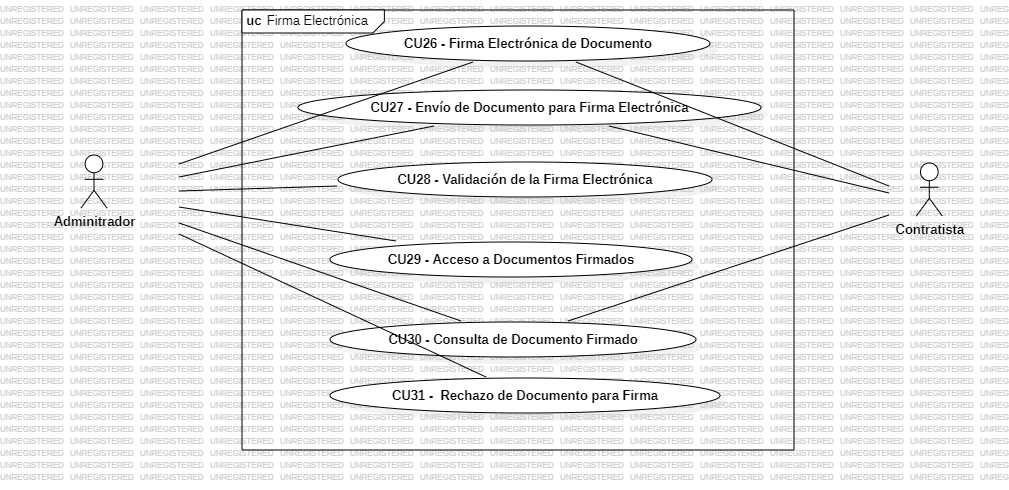 uc Firma Electrónica
CU26 - Firma Electrónica de Documento
CU27 - Envío de Documento para Firma Electrónica
CU28 - Validación de la Firma Electrónica
Adminitrador
Contratista
CU29 - Acceso a Documentos Firmados
CU30 - Consulta de Documento Firmado
CU31 - Rechazo de Documento para Firma
UNREGISTERED